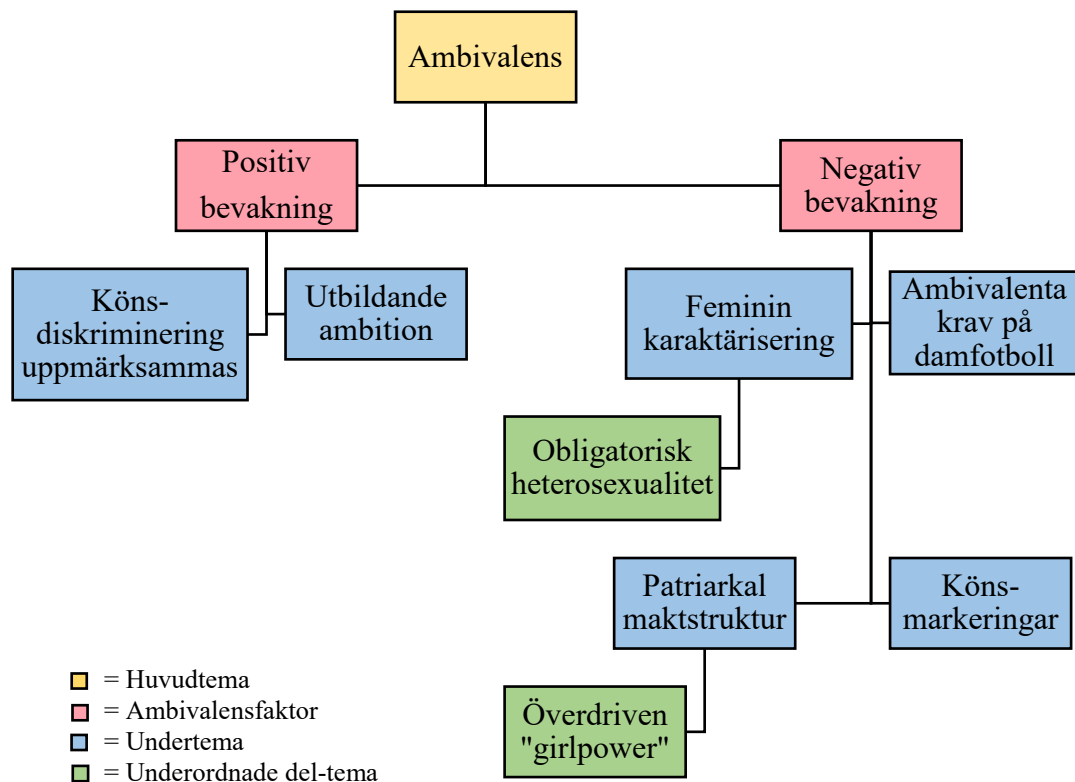 Ambivalens
Positiv
bevakning
Negativ
bevakning
Köns-
diskriminering
uppmärksammas
Utbildande
ambition
Feminin
karaktärisering
Ambivalenta
krav på
damfotboll
Obligatorisk
heterosexualitet
Patriarkal
maktstruktur
Köns-
markeringar
Överdriven
"girlpower"
= Huvudtema
= Ambivalensfaktor
= Undertema
= Underordnade del-tema